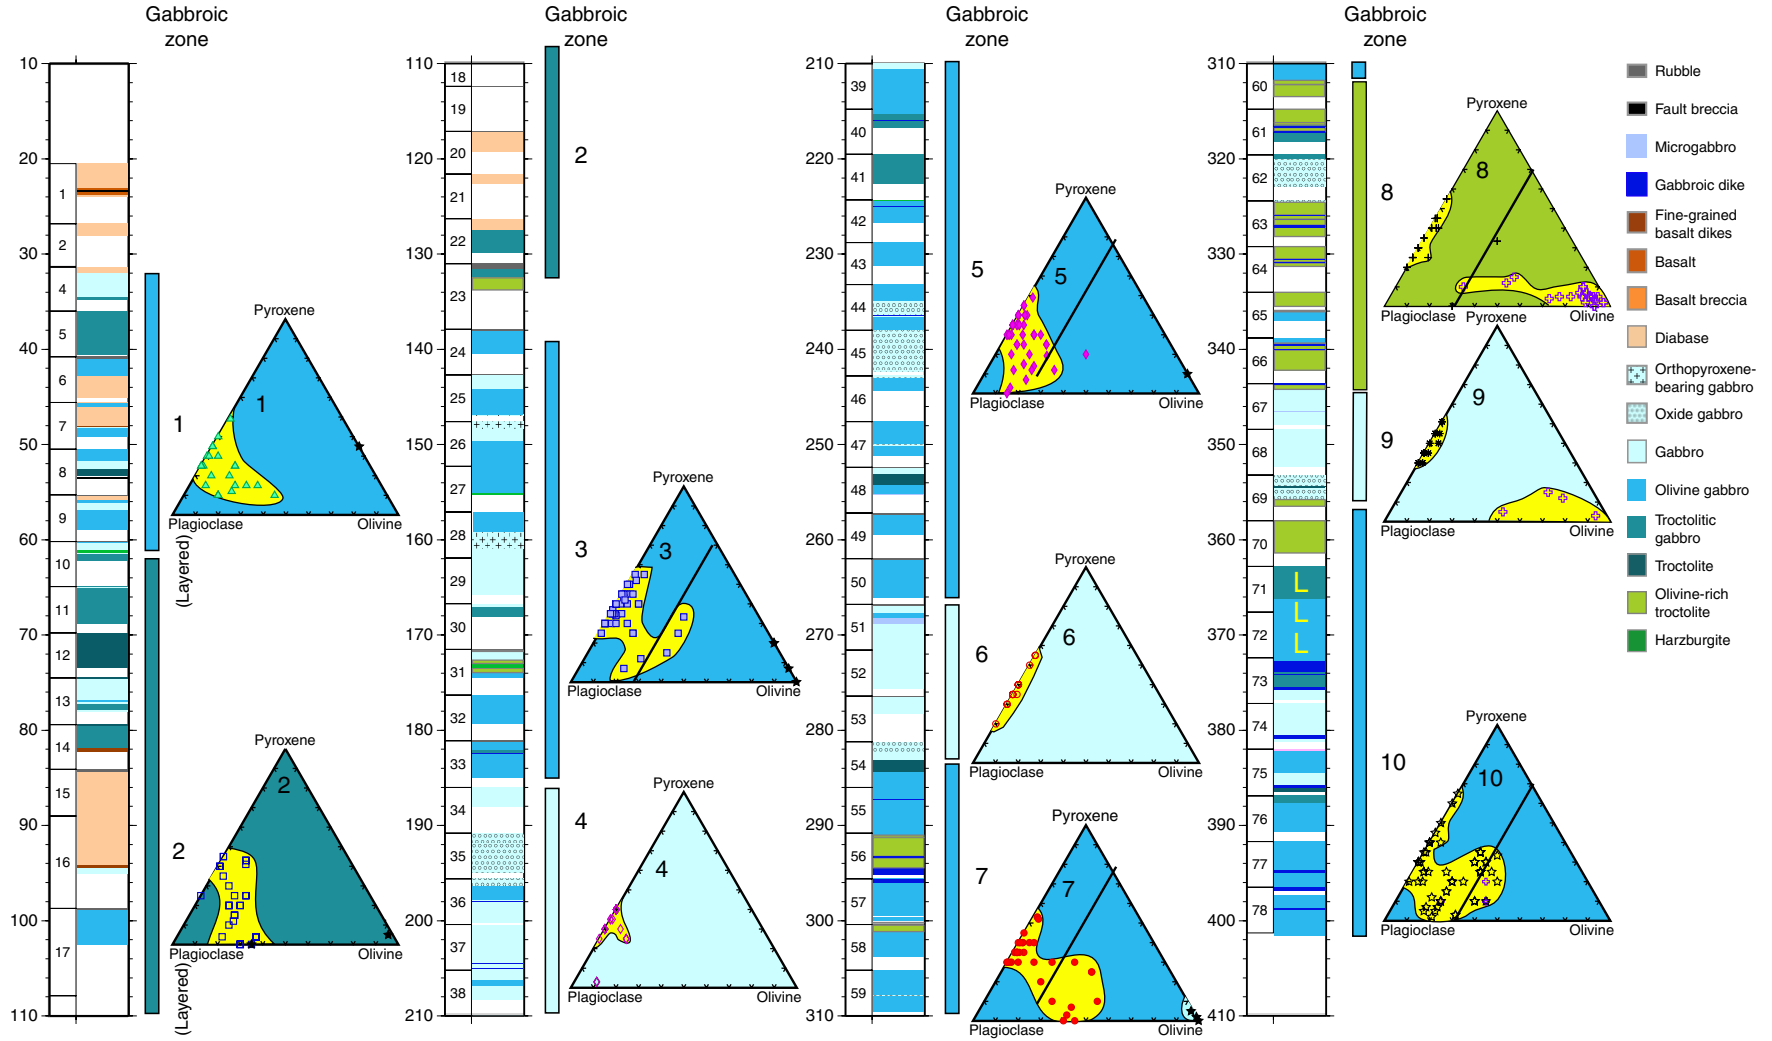 Gabbroic
zone
Gabbroic
zone
Gabbroic
zone
Gabbroic
zone
10
20
30
40
50
60
70
80
90
100
110
1
2
4
5
6
7
8
9
10
11
12
13
14
15
16
17
1
(Layered)
2
(Layered)
Pyroxene
1
Plagioclase
Olivine
Pyroxene
2
Plagioclase
Olivine
110
120
130
140
150
160
170
180
190
200
210
18
19
20
21
22
23
24
25
26
27
28
29
30
31
32
33
34
35
36
37
38
2
3
4
Pyroxene
3
Plagioclase
Olivine
Pyroxene
4
Plagioclase
Olivine
210
220
230
240
250
260
270
280
290
300
310
39
40
41
42
43
44
45
46
47
48
49
50
51
52
53
54
55
56
57
58
59
5
6
7
Pyroxene
5
Plagioclase
Olivine
Pyroxene
6
Plagioclase
Olivine
Pyroxene
7
Plagioclase
Olivine
310
320
330
340
350
360
370
380
390
400
410
60
61
62
63
64
65
66
67
68
69
70
71
72
73
74
75
76
77
78
L
L
L
8
9
10
Pyroxene
8
Plagioclase
Olivine
Pyroxene
9
Plagioclase
Olivine
Pyroxene
10
Plagioclase
Olivine
Rubble
Fault breccia
Microgabbro
Gabbroic dike
Fine-grained
basalt dikes
Basalt
Basalt breccia
Diabase
Orthopyroxene-
bearing gabbro
Oxide gabbro
Gabbro
Olivine gabbro
Troctolitic
gabbro
Troctolite
Olivine-rich
troctolite
Harzburgite